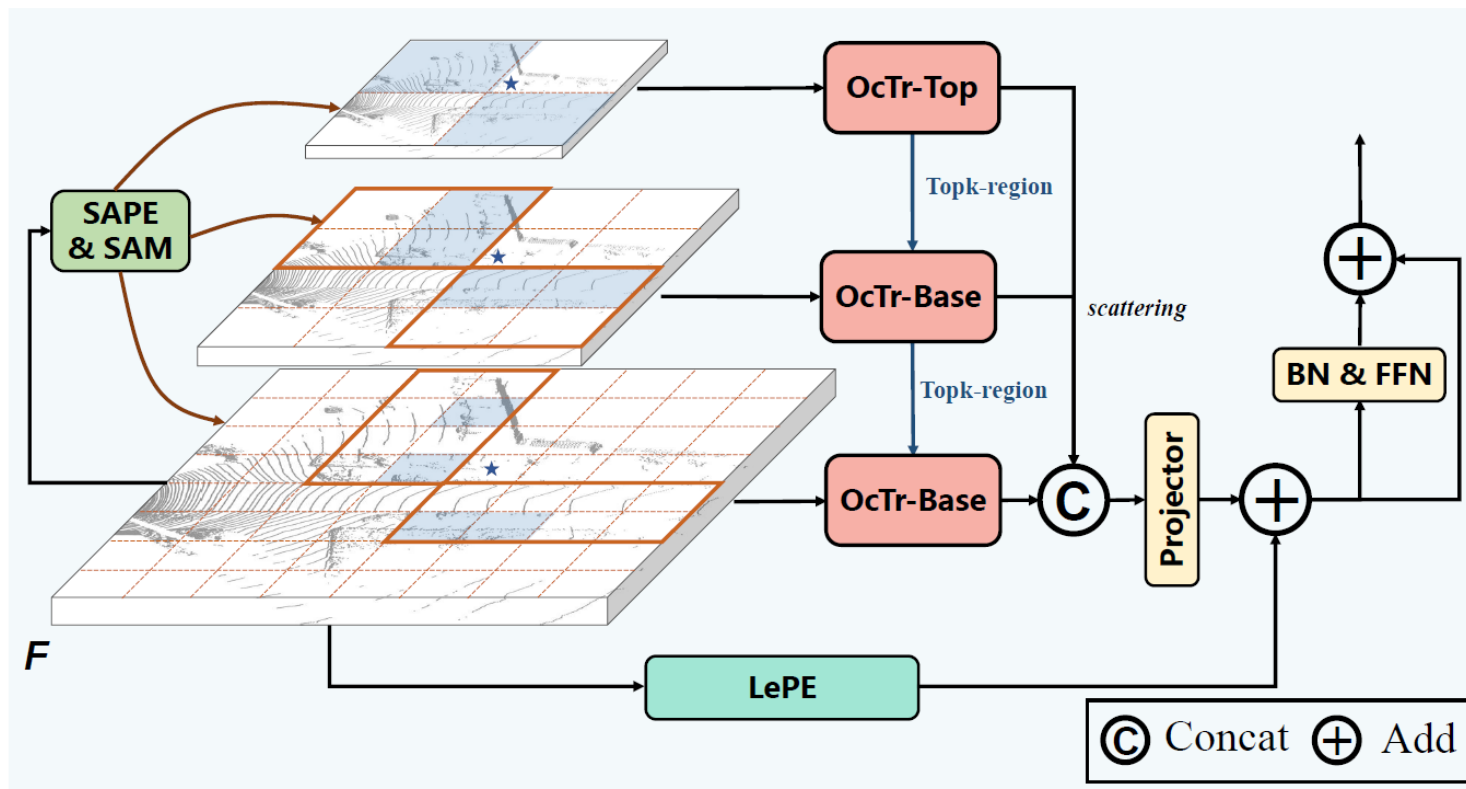 OcTr-Top
Topk-region
SAPE
& SAM
OcTr-Base
scattering
BN & FFN
Topk-region
OcTr-Base
C
Projector
F
LePE
C Concat + Add